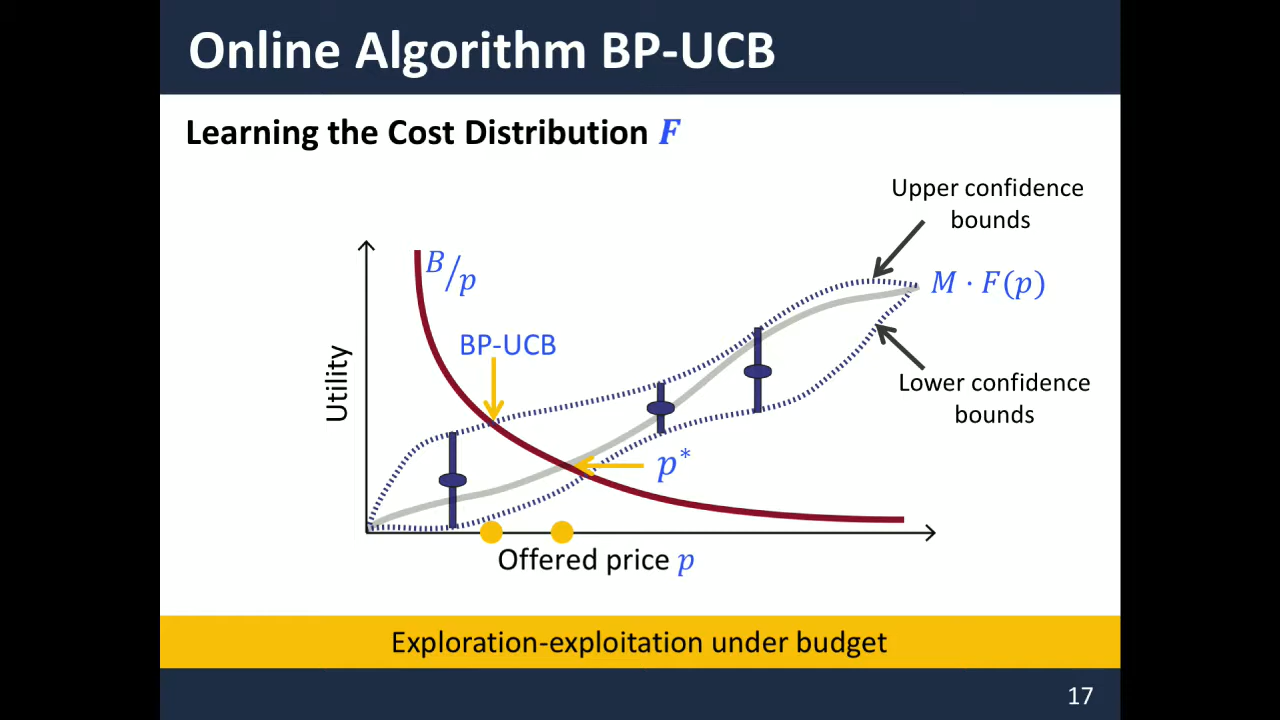 Online Algorithm BP-UCB
Learning the Cost Distribution F
Upper confidence
bounds
B/p
M · F(p)
BP-UCB
Utility
Lower confidence
bounds
p*
Offered price p
Exploration-exploitation under budget
17